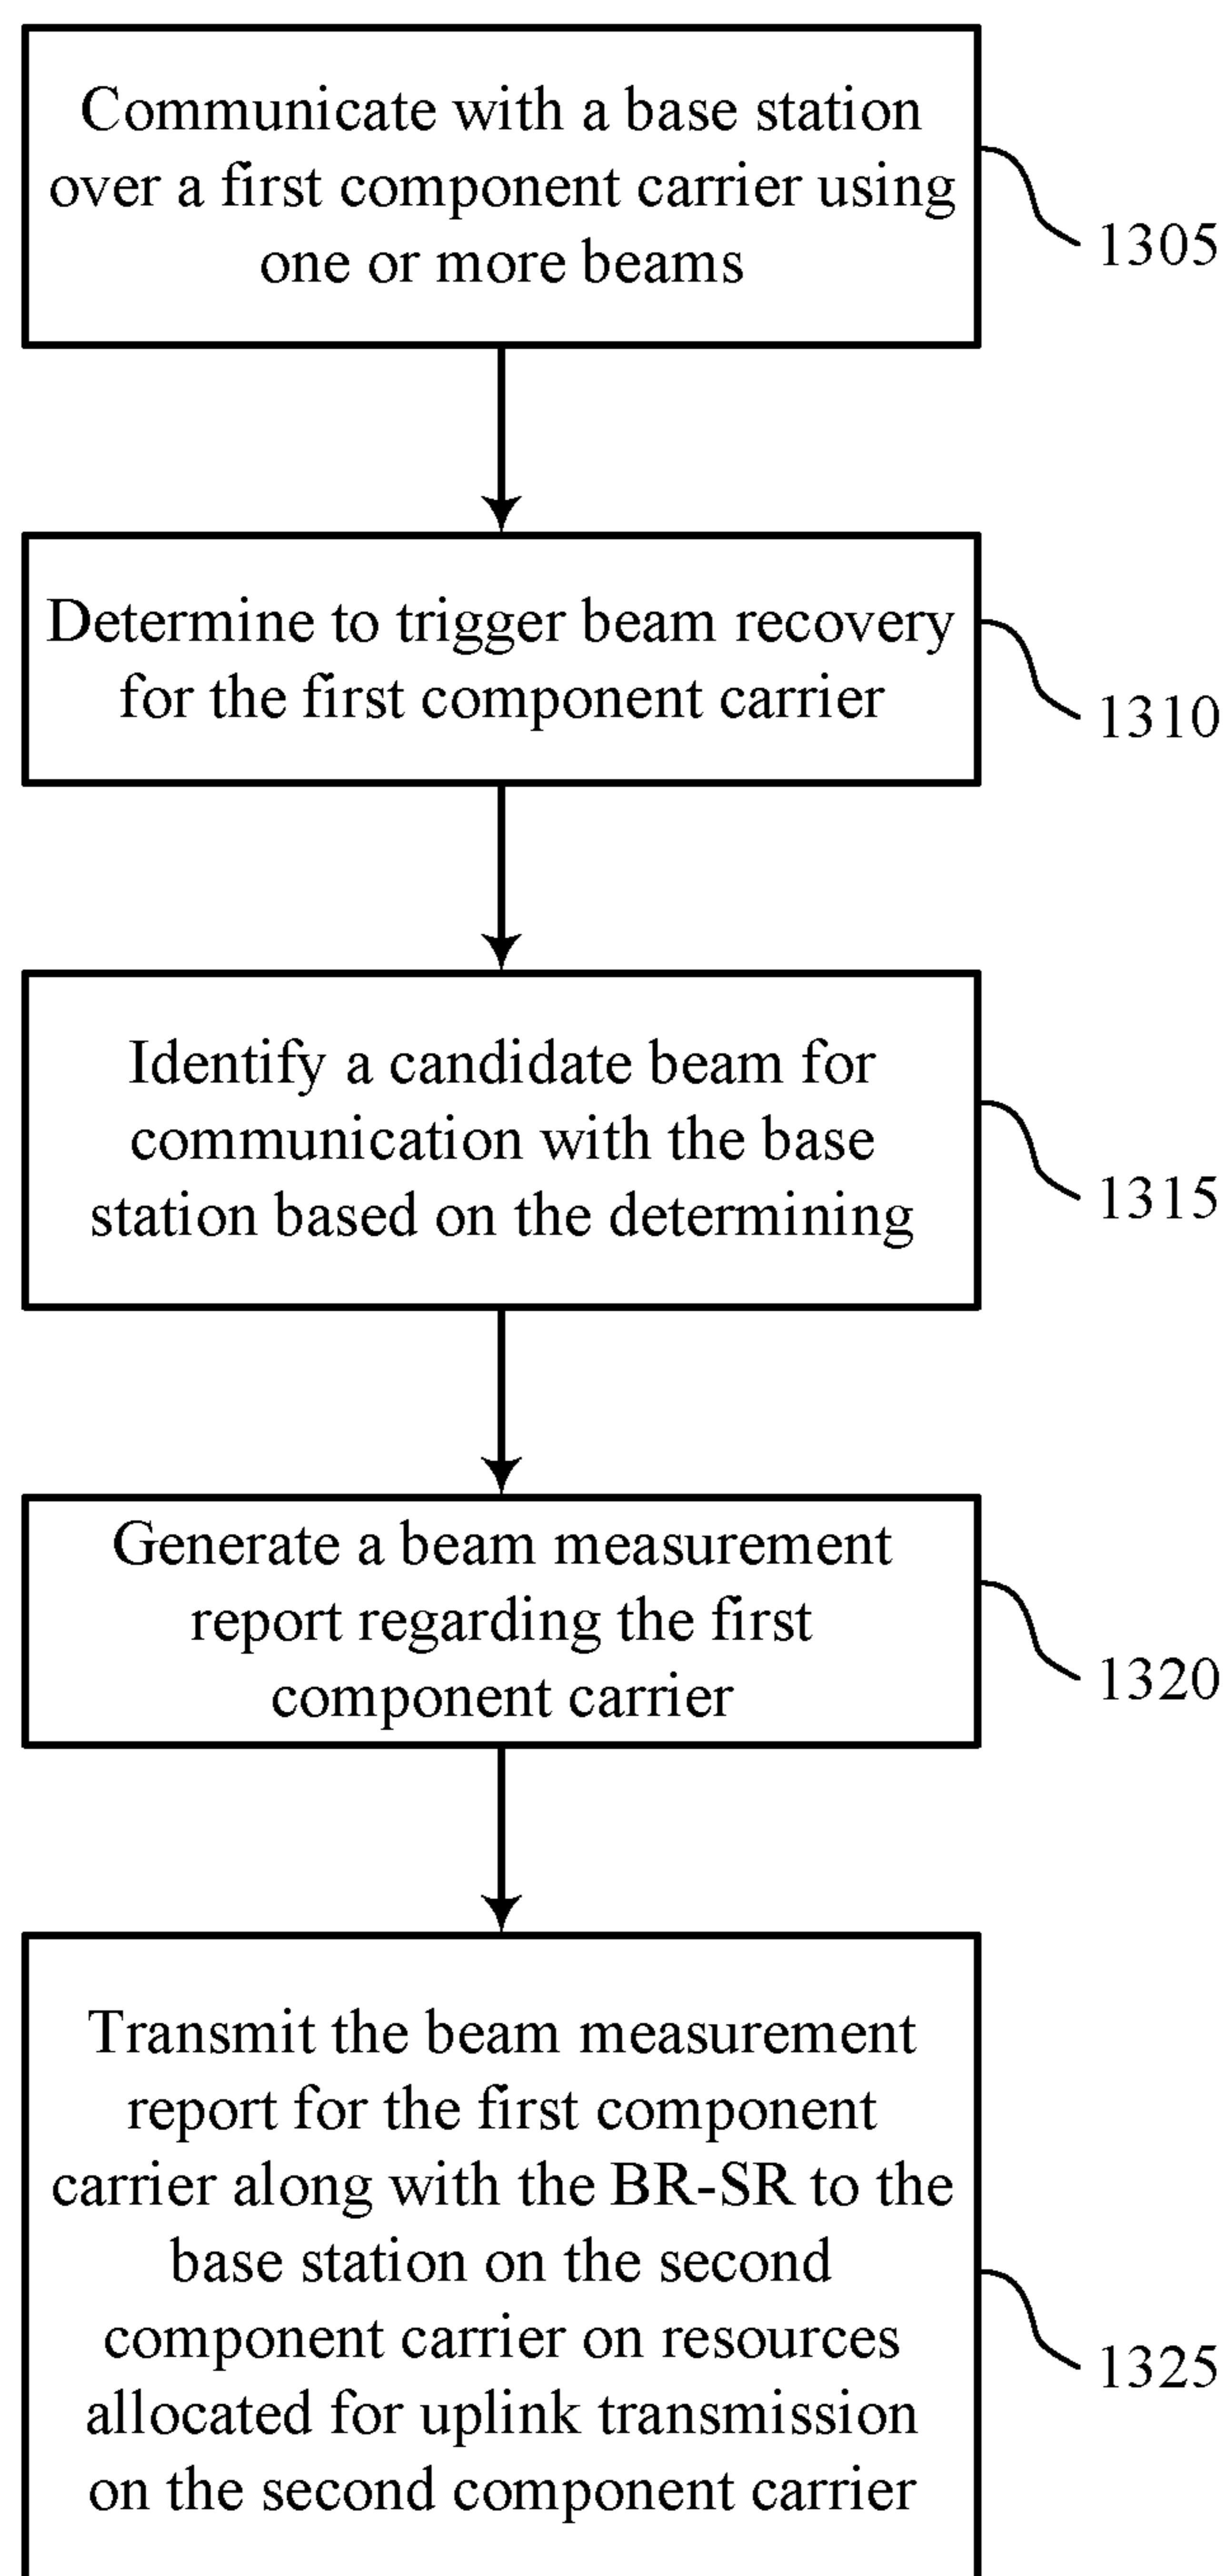 Communicate with a base station
over a first component carrier using
one or more beams
1305
Determine to trigger beam recovery
for the first component carrier
1310
Identify a candidate beam for
communication with the base
station based on the determining
1315
Generate a beam measurement
report regarding the first
component carrier
1320
Transmit the beam measurement
report for the first component
carrier along with the BR-SR to the
base station on the second
component carrier on resources
allocated for uplink transmission
on the second component carrier
1325